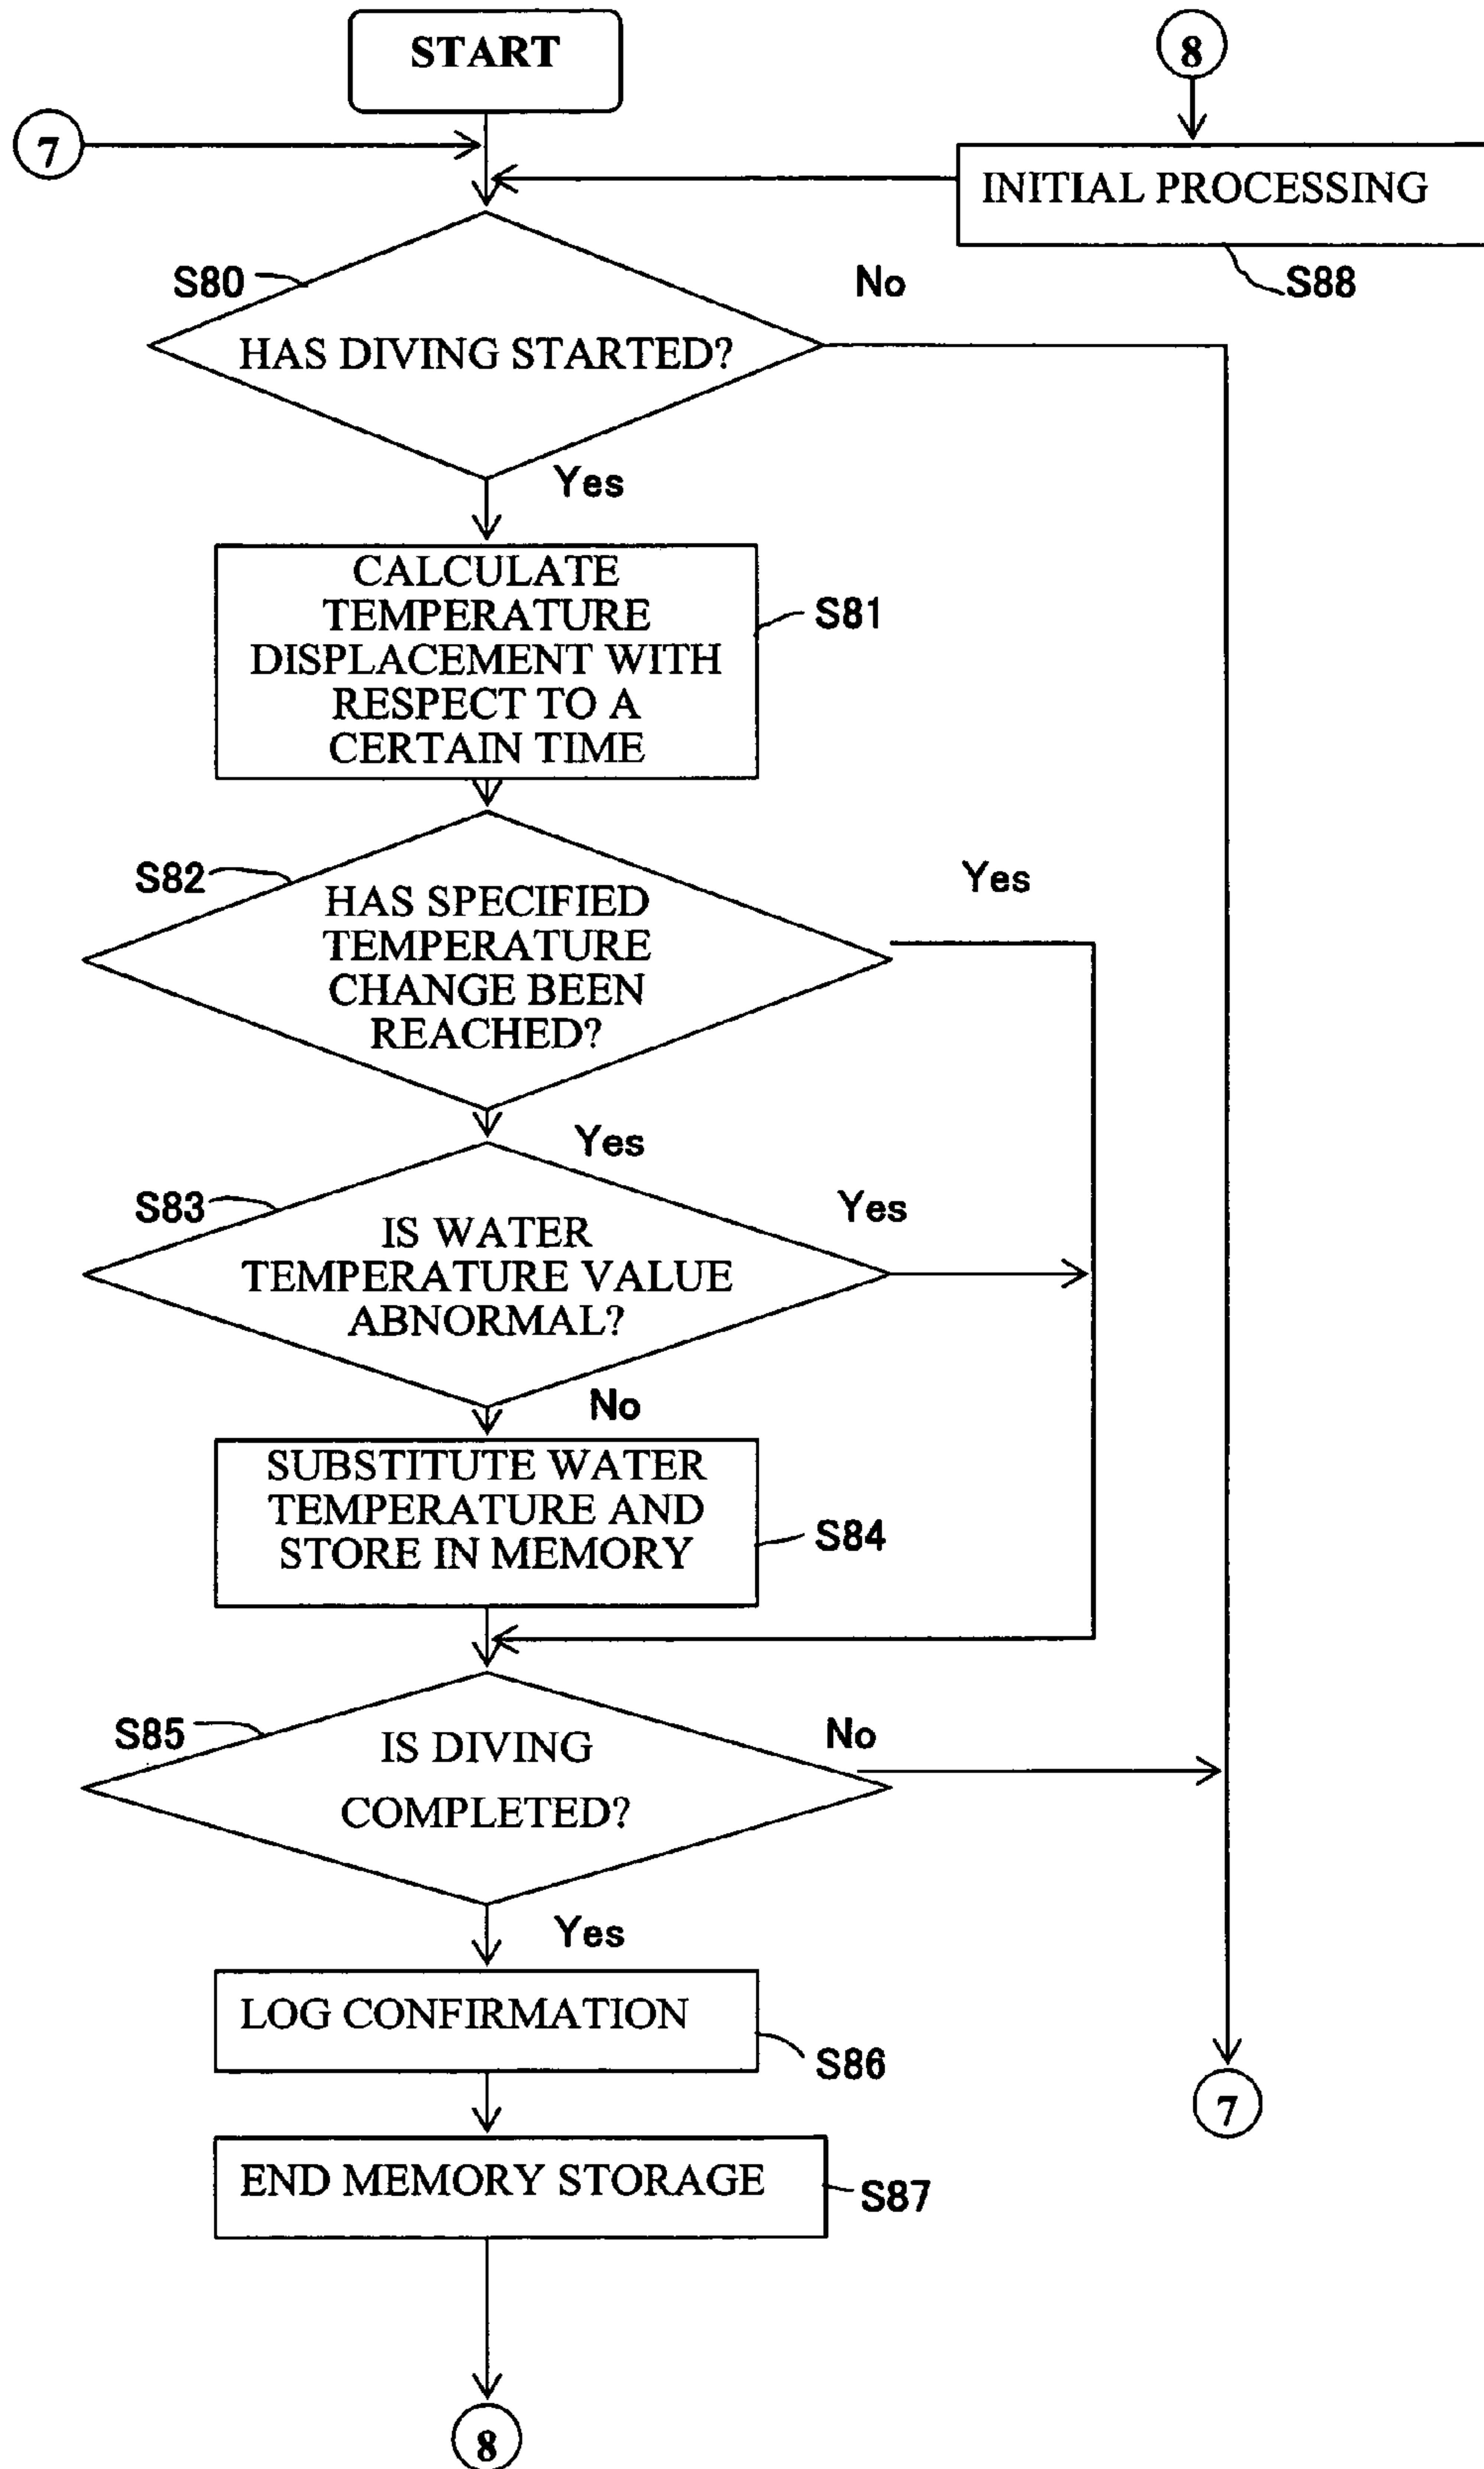 START
8
7
INITIAL PROCESSING
S88
S80
No
HAS DIVING STARTED?
Yes
CALCULATE
TEMPERATURE
DISPLACEMENT WITH
RESPECT TO A
CERTAIN TIME
S81
S82
Yes
HAS SPECIFIED
TEMPERATURE
CHANGE BEEN
REACHED?
Yes
S83
Yes
IS WATER
TEMPERATURE VALUE
ABNORMAL?
No
SUBSTITUTE WATER
TEMPERATURE AND
STORE IN MEMORY
S84
S85
No
IS DIVING
COMPLETED?
Yes
LOG CONFIRMATION
S86
7
END MEMORY STORAGE
S87
8